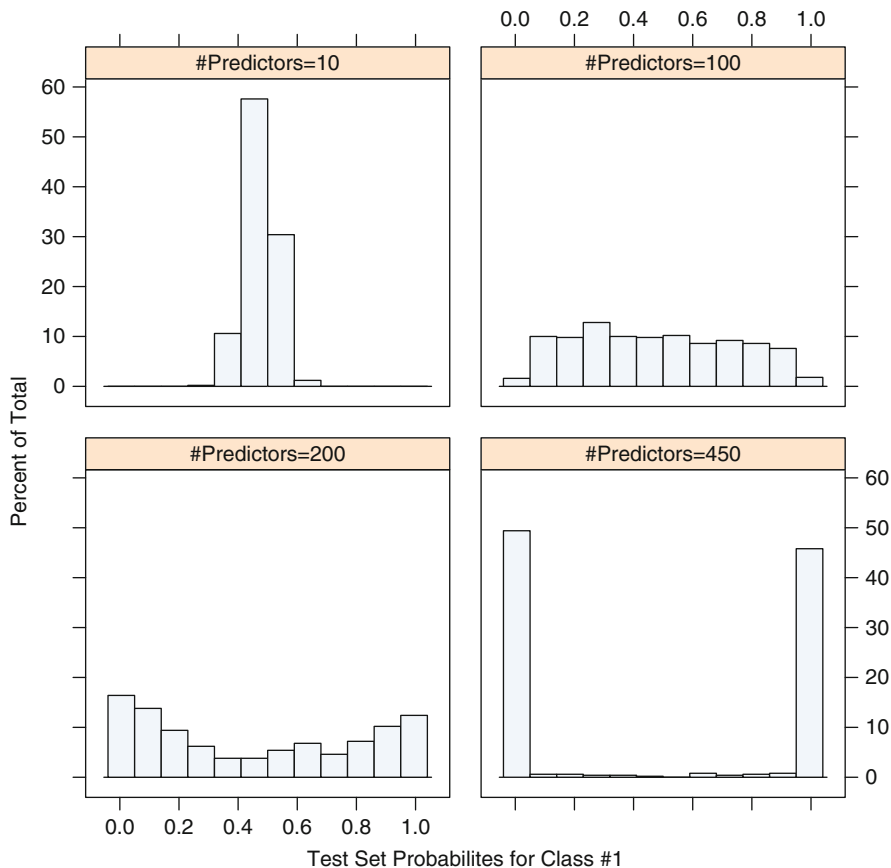 0.0 0.2 0.4 0.6 0.8 1.0
#Predictors=10
#Predictors=100
60
50
40
30
20
10
0
Percent of Total
#Predictors=200
#Predictors=450
60
50
40
30
20
10
0
0.0 0.2 0.4 0.6 0.8 1.0
Test Set Probabilites for Class #1